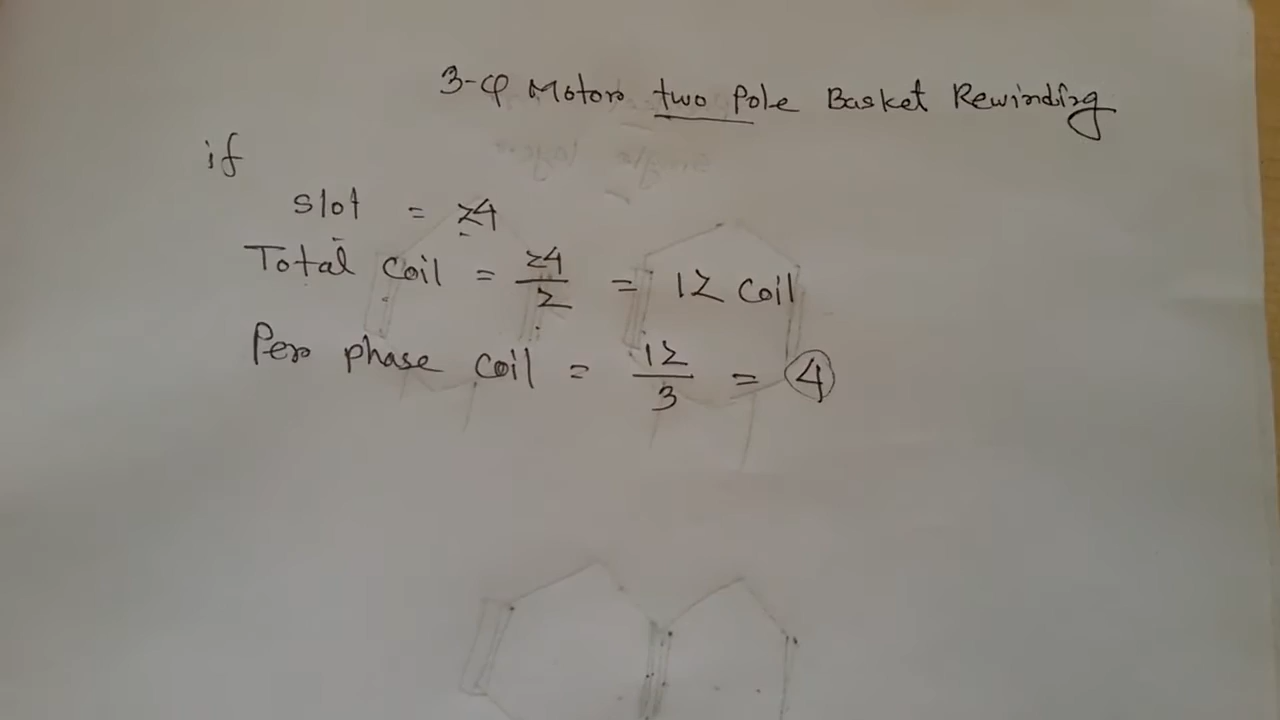 3-φ Motor two Pole Basket Rewinding
if
slot = 24
Total coil = 24/2 = 12 coil
Per phase coil = 12/3 = 4